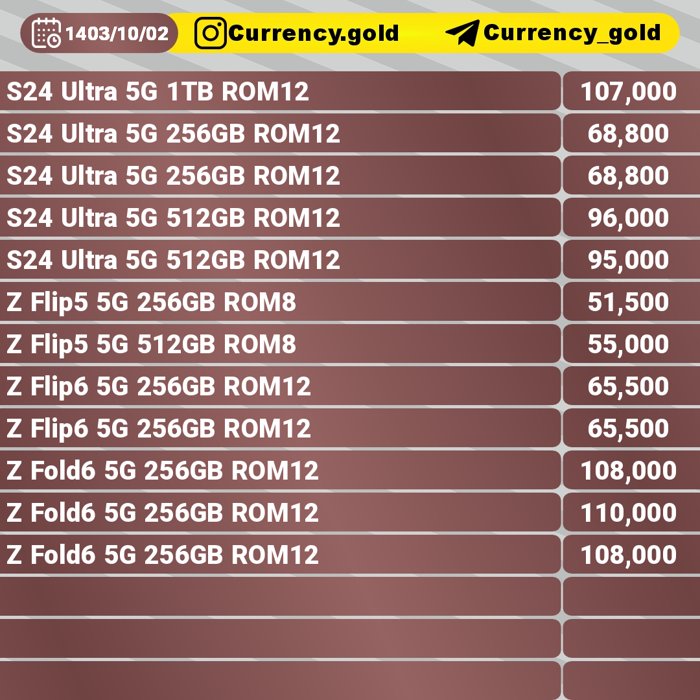 1403/10/02 Currency.gold Currency_gold
S24 Ultra 5G 1TB ROM12 107,000
S24 Ultra 5G 256GB ROM12 68,800
S24 Ultra 5G 256GB ROM12 68,800
S24 Ultra 5G 512GB ROM12 96,000
S24 Ultra 5G 512GB ROM12 95,000
Z Flip5 5G 256GB ROM8 51,500
Z Flip5 5G 512GB ROM8 55,000
Z Flip6 5G 256GB ROM12 65,500
Z Flip6 5G 256GB ROM12 65,500
Z Fold6 5G 256GB ROM12 108,000
Z Fold6 5G 256GB ROM12 110,000
Z Fold6 5G 256GB ROM12 108,000